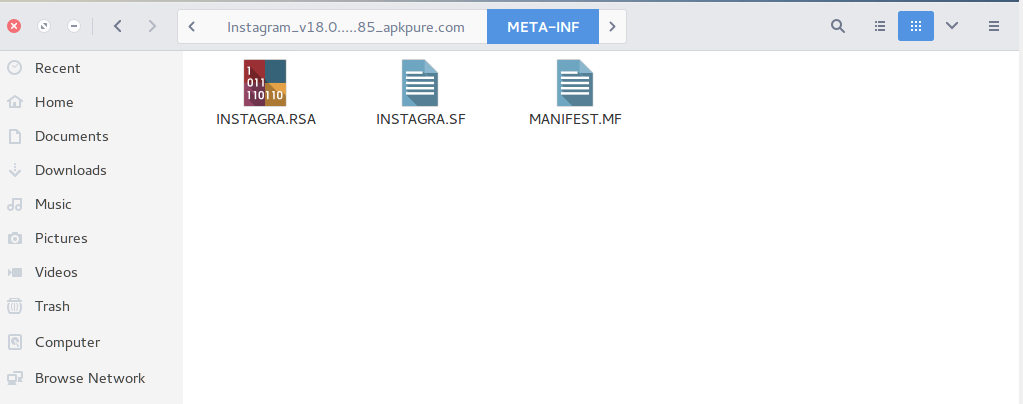 Instagram_v18.0.....85_apkpure.com META-INF
Recent
Home
Documents
Downloads
Music
Pictures
Videos
Trash
Computer
Browse Network
1
011
110110
INSTAGRA.RSA INSTAGRA.SF MANIFEST.MF